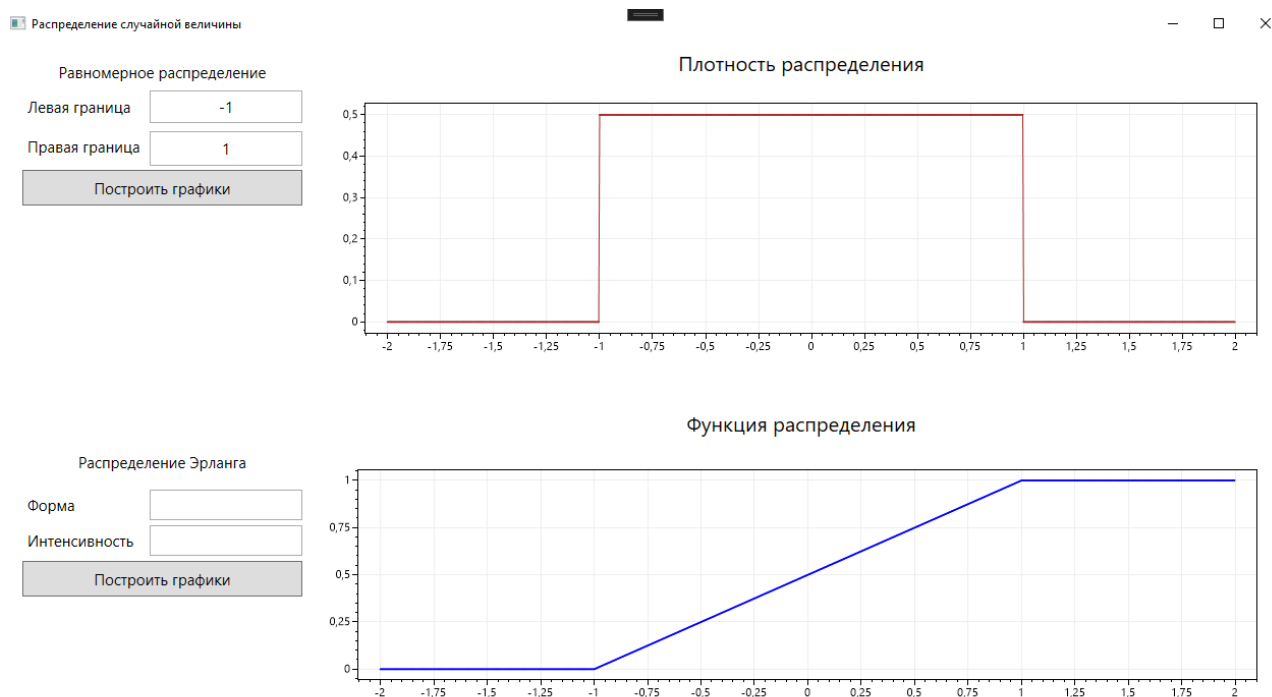 Распределение случайной величины
Равномерное распределение
Левая граница
-1
Правая граница
1
Построить графики
Плотность распределения
0,5
0,4
0,3
0,2
0,1
0
-2 -1,75 -1,5 -1,25 -1 -0,75 -0,5 -0,25 0 0,25 0,5 0,75 1 1,25 1,5 1,75 2
Распределение Эрланга
Форма
Интенсивность
Построить графики
Функция распределения
1
0,75
0,5
0,25
0
-2 -1,75 -1,5 -1,25 -1 -0,75 -0,5 -0,25 0 0,25 0,5 0,75 1 1,25 1,5 1,75 2